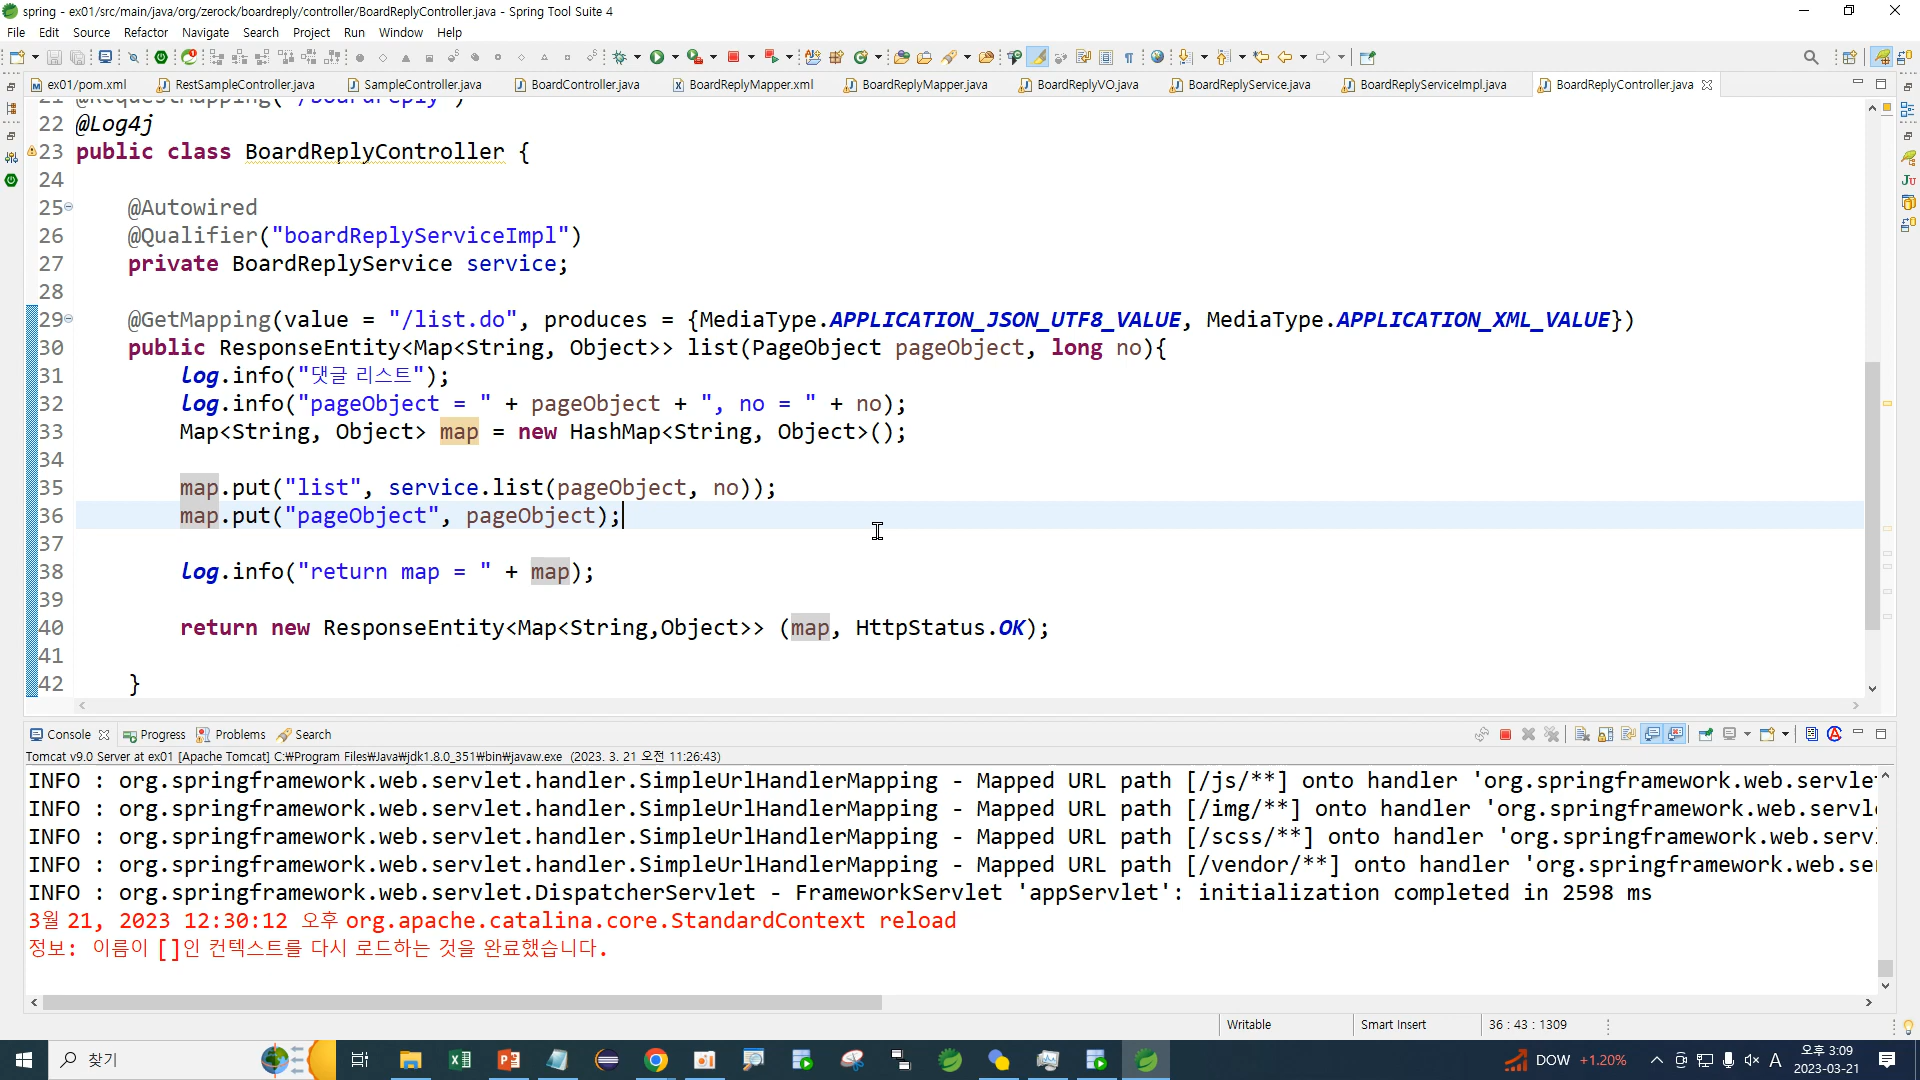 spring - ex01/src/main/java/org/zerock/boardreply/controller/BoardReplyController.java - Spring Tool Suite 4
File Edit Source Refactor Navigate Search Project Run Window Help
ex01/pom.xml RestSampleController.java SampleController.java BoardController.java BoardReplyMapper.xml BoardReplyMapper.java BoardReplyVO.java BoardReplyService.java BoardReplyServiceImpl.java BoardReplyController.java
21 @RequestMapping("/boardreply")
22 @Log4j
23 public class BoardReplyController {
24
25 @Autowired
26 @Qualifier("boardReplyServiceImpl")
27 private BoardReplyService service;
28
29 @GetMapping(value = "/list.do", produces = {MediaType.APPLICATION_JSON_UTF8_VALUE, MediaType.APPLICATION_XML_VALUE})
30 public ResponseEntity<Map<String, Object>> list(PageObject pageObject, long no){
31 log.info("댓글 리스트");
32 log.info("pageObject = " + pageObject + ", no = " + no);
33 Map<String, Object> map = new HashMap<String, Object>();
34
35 map.put("list", service.list(pageObject, no));
36 map.put("pageObject", pageObject);
37
38 log.info("return map = " + map);
39
40 return new ResponseEntity<Map<String,Object>> (map, HttpStatus.OK);
41
42 }
Console Progress Problems Search
Tomcat v9.0 Server at ex01 [Apache Tomcat] C:₩Program Files₩Java₩jdk1.8.0_351₩bin₩javaw.exe (2023. 3. 21 오전 11:26:43)
INFO : org.springframework.web.servlet.handler.SimpleUrlHandlerMapping - Mapped URL path [/js/**] onto handler 'org.springframework.web.servle
INFO : org.springframework.web.servlet.handler.SimpleUrlHandlerMapping - Mapped URL path [/img/**] onto handler 'org.springframework.web.servl
INFO : org.springframework.web.servlet.handler.SimpleUrlHandlerMapping - Mapped URL path [/scss/**] onto handler 'org.springframework.web.serv
INFO : org.springframework.web.servlet.handler.SimpleUrlHandlerMapping - Mapped URL path [/vendor/**] onto handler 'org.springframework.web.se
INFO : org.springframework.web.servlet.DispatcherServlet - FrameworkServlet 'appServlet': initialization completed in 2598 ms
3월 21, 2023 12:30:12 오후 org.apache.catalina.core.StandardContext reload
정보: 이름이 []인 컨텍스트를 다시 로드하는 것을 완료했습니다.
Writable Smart Insert 36 : 43 : 1309
찾기 DOW +1.20% A 오후 3:09
2023-03-21